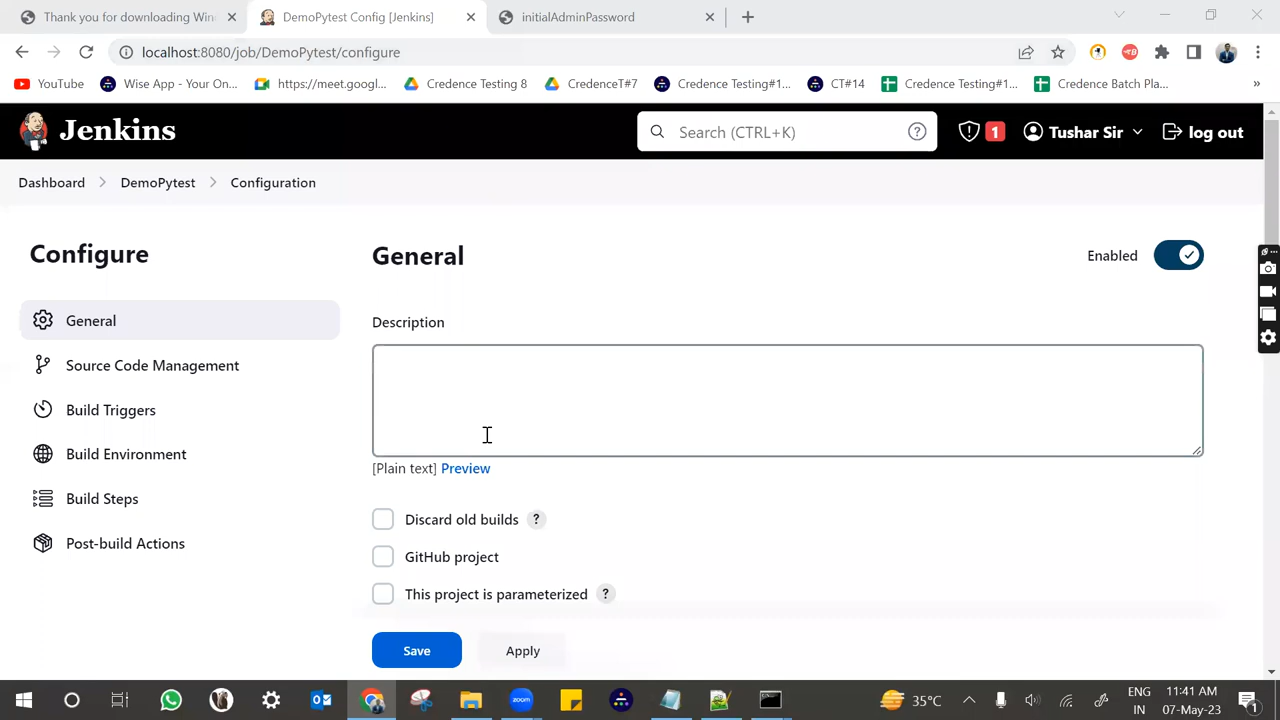 Thank you for downloading Win
DemoPytest Config [Jenkins]
initialAdminPassword
localhost:8080/job/DemoPytest/configure
YouTube
Wise App - Your On...
https://meet.googl...
Credence Testing 8
CredenceT#7
Credence Testing#1...
CT#14
Credence Testing#1...
Credence Batch Pla...
Jenkins
Search (CTRL+K)
?
1
Tushar Sir
log out
Dashboard
DemoPytest
Configuration
Configure
General
Source Code Management
Build Triggers
Build Environment
Build Steps
Post-build Actions
General
Enabled
Description
[Plain text] Preview
Discard old builds ?
GitHub project
This project is parameterized ?
Save
Apply
35°C
ENG
IN
11:41 AM
07-May-23
1